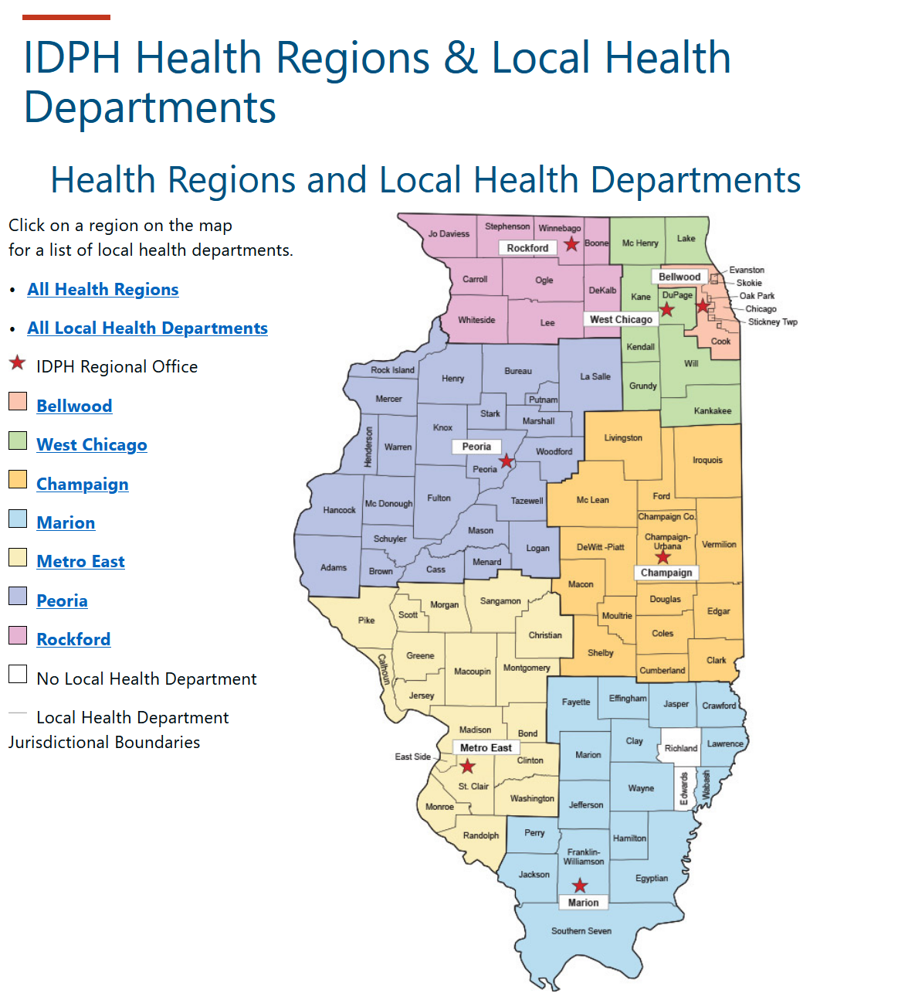 IDPH Health Regions & Local Health
Departments
Health Regions and Local Health Departments
Click on a region on the map
for a list of local health departments.
• All Health Regions
• All Local Health Departments
IDPH Regional Office
Bellwood
West Chicago
Champaign
Marion
Metro East
Peoria
Rockford
No Local Health Department
Local Health Department
Jurisdictional Boundaries
Jo Daviess
Stephenson
Winnebago
Boone
Mc Henry
Lake
Rockford
Carroll
Ogle
DeKalb
Kane
DuPage
Bellwood
Evanston
Skokie
Oak Park
Chicago
Stickney Twp
Whiteside
Lee
West Chicago
Cook
Kendall
Will
Grundy
Kankakee
Rock Island
Henry
Bureau
La Salle
Mercer
Putnam
Stark
Marshall
Knox
Henderson
Warren
Peoria
Peoria
Woodford
Livingston
Iroquois
Hancock
Mc Donough
Fulton
Tazewell
Mc Lean
Ford
Champaign Co.
Schuyler
Mason
Logan
DeWitt -Piatt
Champaign-
Urbana
Vermilion
Adams
Brown
Cass
Menard
Champaign
Macon
Pike
Scott
Morgan
Sangamon
Christian
Moultrie
Douglas
Edgar
Coles
Shelby
Cumberland
Clark
Calhoun
Greene
Macoupin
Montgomery
Jersey
Fayette
Effingham
Jasper
Crawford
Madison
Bond
Metro East
East Side
Clinton
Marion
Clay
Richland
Lawrence
St. Clair
Washington
Wayne
Edwards
Wabash
Monroe
Jefferson
Randolph
Perry
Hamilton
Franklin-
Williamson
Jackson
Egyptian
Marion
Southern Seven